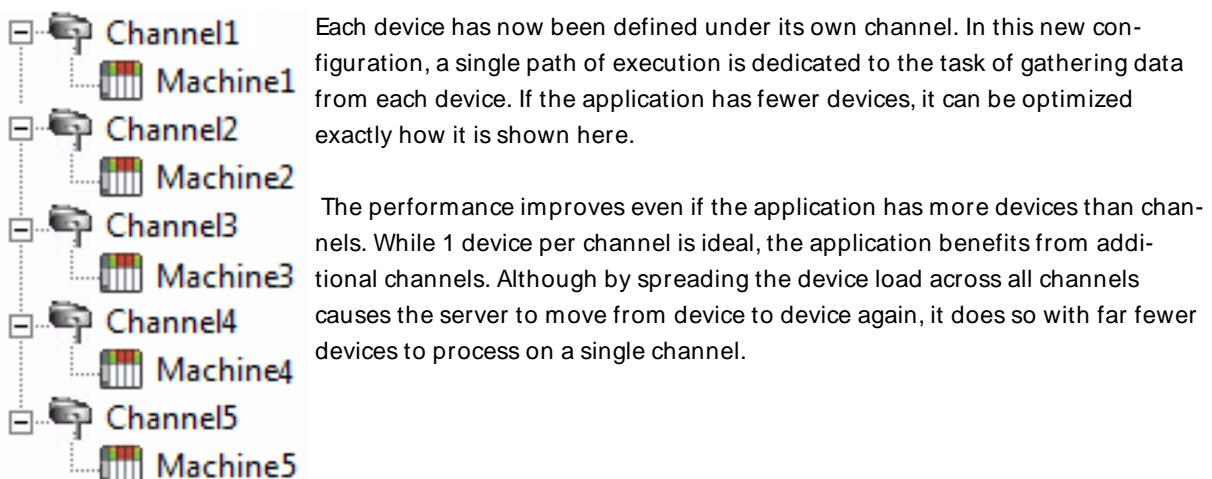 Channel1
Machine1
Channel2
Machine2
Channel3
Machine3
Channel4
Machine4
Channel5
Machine5
Each device has now been defined under its own channel. In this new con-
figuration, a single path of execution is dedicated to the task of gathering data
from each device. If the application has fewer devices, it can be optimized
exactly how it is shown here.
The performance improves even if the application has more devices than chan-
nels. While 1 device per channel is ideal, the application benefits from addi-
tional channels. Although by spreading the device load across all channels
causes the server to move from device to device again, it does so with far fewer
devices to process on a single channel.